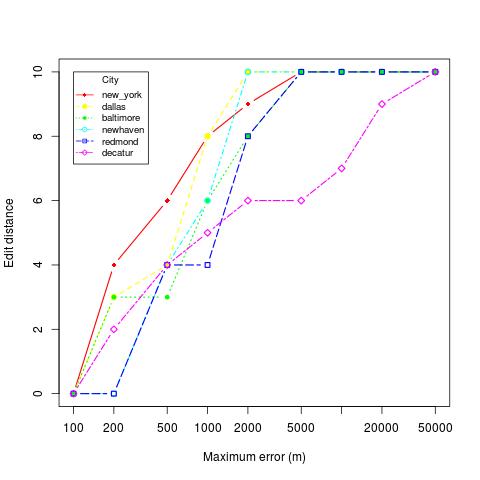 10
8
6
4
2
0
Edit distance
City
new_york
dallas
baltimore
newhaven
redmond
decatur
100 200 500 1000 2000 5000 20000 50000
Maximum error (m)